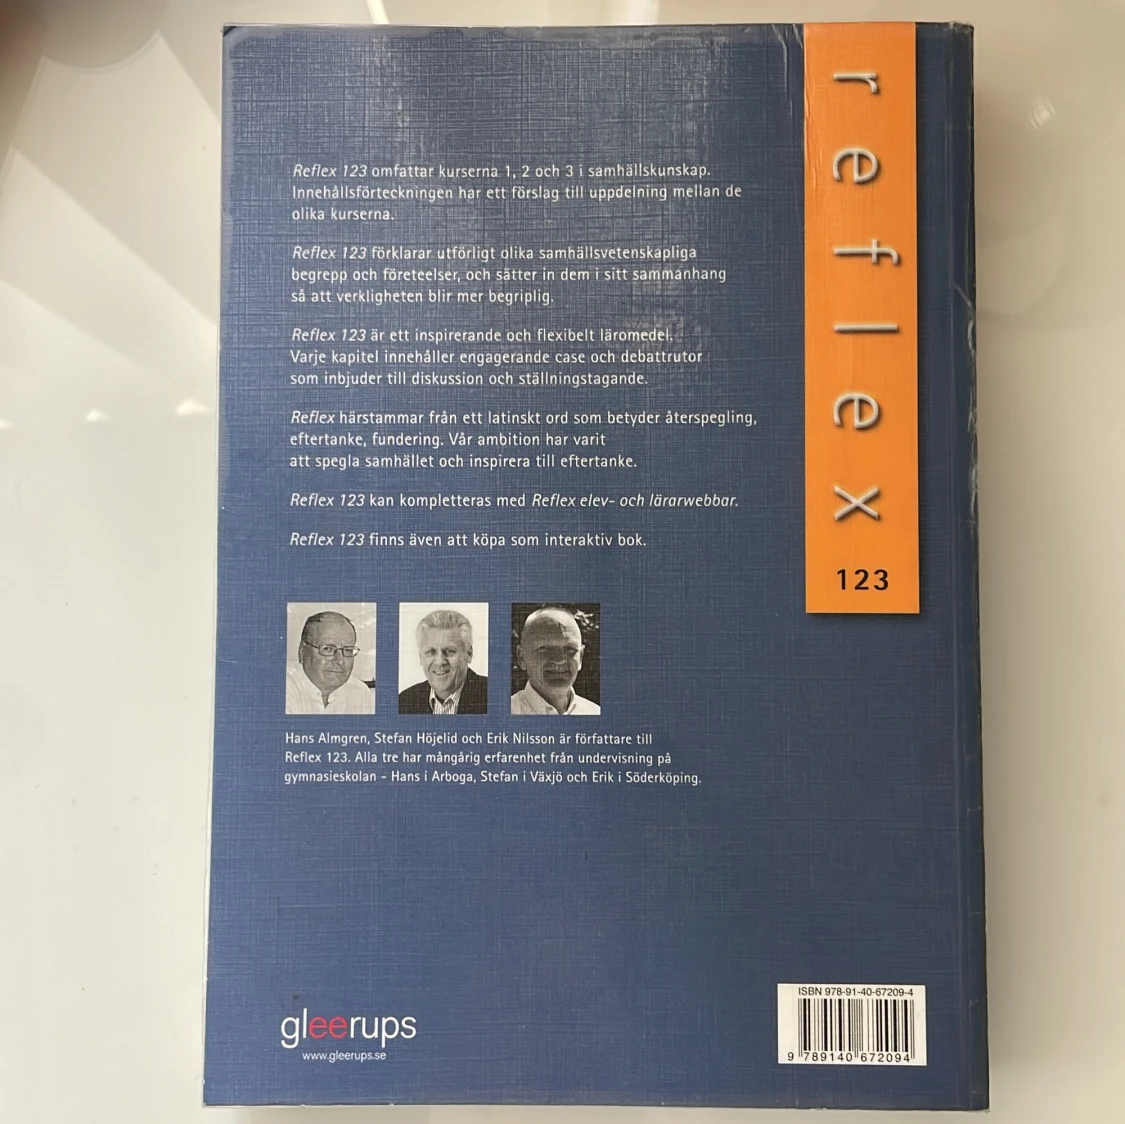 reflex
123
Reflex 123 omfattar kurserna 1, 2 och 3 i samhällskunskap.
Innehållsförteckningen har ett förslag till uppdelning mellan de
olika kurserna.
Reflex 123 förklarar utförligt olika samhällsvetenskapliga
begrepp och företeelser, och sätter in dem i sitt sammanhang
så att verkligheten blir mer begriplig.
Reflex 123 är ett inspirerande och flexibelt läromedel.
Varje kapitel innehåller engagerande case och debattrutor
som inbjuder till diskussion och ställningstagande.
Reflex härstammar från ett latinskt ord som betyder återspegling,
eftertanke, fundering. Vår ambition har varit
att spegla samhället och inspirera till eftertanke.
Reflex 123 kan kompletteras med Reflex elev- och lärarwebbar.
Reflex 123 finns även att köpa som interaktiv bok.
Hans Almgren, Stefan Höjelid och Erik Nilsson är författare till
Reflex 123. Alla tre har mångårig erfarenhet från undervisning på
gymnasieskolan - Hans i Arboga, Stefan i Växjö och Erik i Söderköping.
gleerups
www.gleerups.se
ISBN 978-91-40-67209-4
9 789140 672094